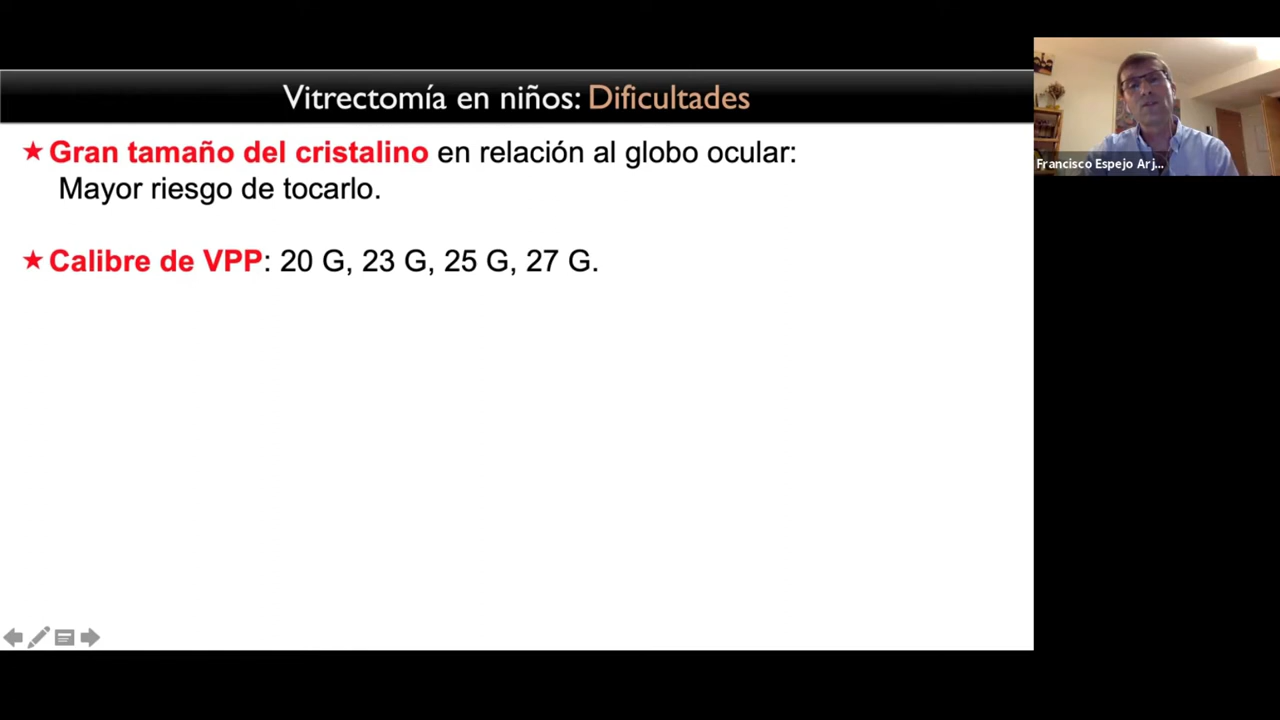 Vitrectomía en niños: Dificultades
★ Gran tamaño del cristalino en relación al globo ocular:
Mayor riesgo de tocarlo.
★ Calibre de VPP: 20 G, 23 G, 25 G, 27 G.
Francisco Espejo Arj...